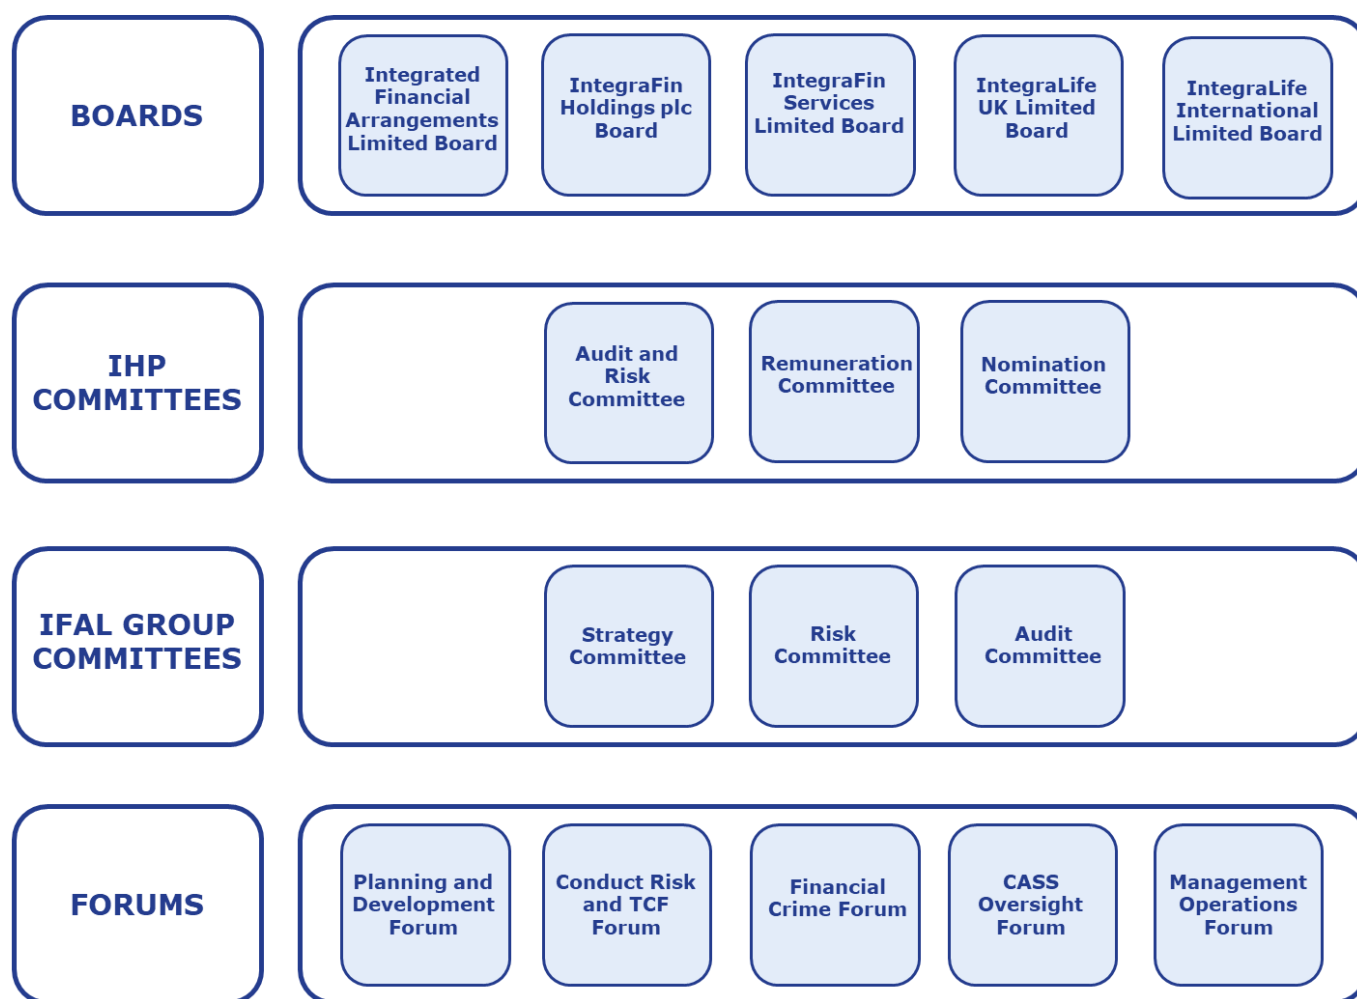 BOARDS
Integrated
Financial
Arrangements
Limited Board
IntegraFin
Holdings plc
Board
IntegraFin
Services
Limited Board
IntegraLife
UK Limited
Board
IntegraLife
International
Limited Board
IHP
COMMITTEES
Audit and
Risk
Committee
Remuneration
Committee
Nomination
Committee
IFAL GROUP
COMMITTEES
Strategy
Committee
Risk
Committee
Audit
Committee
FORUMS
Planning and
Development
Forum
Conduct Risk
and TCF
Forum
Financial
Crime Forum
CASS
Oversight
Forum
Management
Operations
Forum